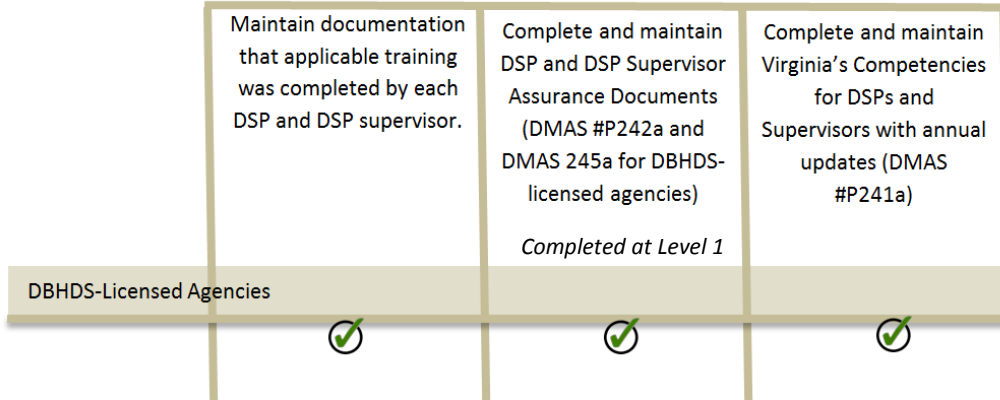 Maintain documentation
that applicable training
was completed by each
DSP and DSP supervisor.
Complete and maintain
DSP and DSP Supervisor
Assurance Documents
(DMAS #P242a and
DMAS 245a for DBHDS-
licensed agencies)
Completed at Level 1
Complete and maintain
Virginia's Competencies
for DSPs and
Supervisors with annual
updates (DMAS
#P241a)
DBHDS-Licensed Agencies